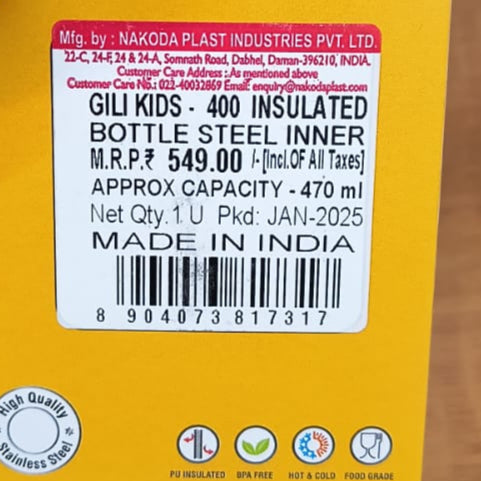 Mfg. by : NAKODA PLAST INDUSTRIES PVT. LTD.
22-C, 24-F, 24 & 24-A, Somnath Road, Dabhel, Daman-396210, INDIA.
Customer Care Address : As mentioned above
Customer Care No.: 022-40032869 Email: enquiry@nakodaplast.com
GILI KIDS - 400 INSULATED
BOTTLE STEEL INNER
M.R.P.₹ 549.00 /- [Incl.OF All Taxes]
APPROX CAPACITY - 470 ml
Net Qty.1 U Pkd: JAN-2025
MADE IN INDIA
8 904073 817317
High Quality
Stainless Steel
PU INSULATED
BPA FREE
HOT & COLD
FOOD GRADE